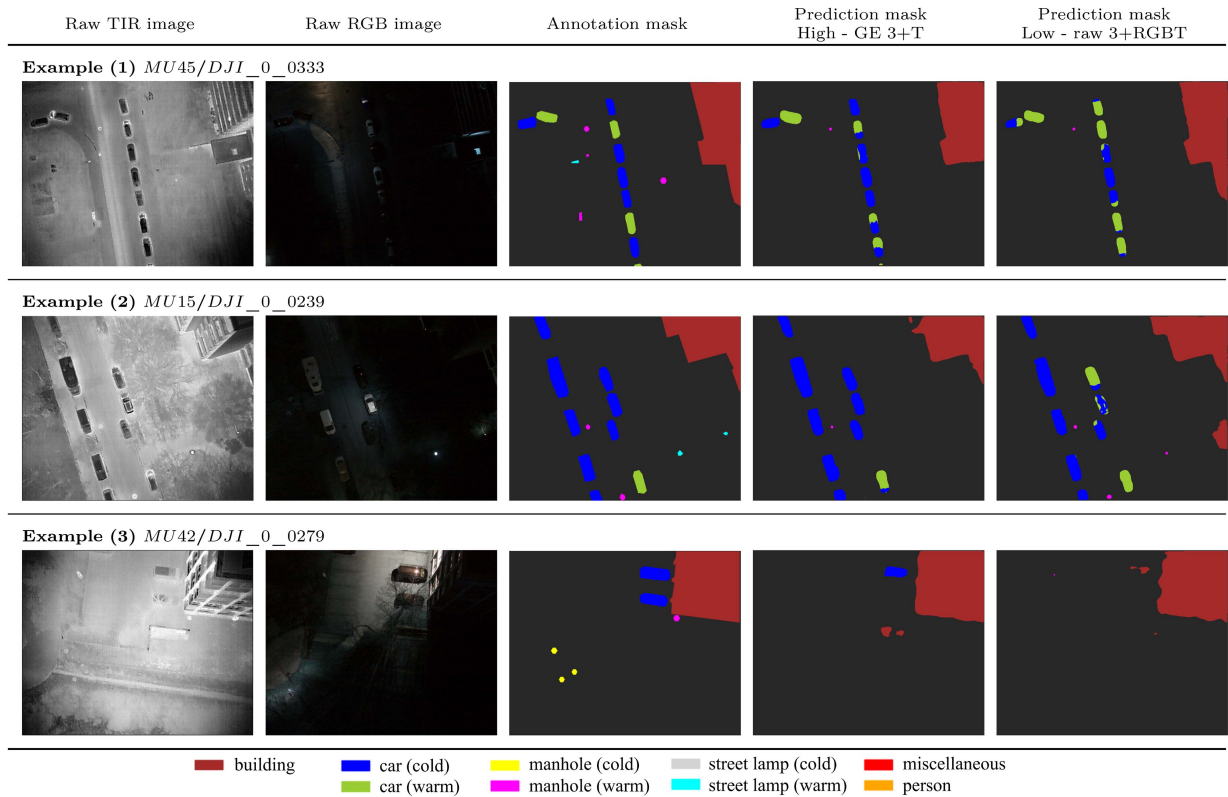 Raw TIR image
Raw RGB image
Annotation mask
Prediction mask
High - GE 3+T
Prediction mask
Low - raw 3+RGBT
Example (1) MU45/DJI_0_0333
Example (2) MU15/DJI_0_0239
Example (3) MU42/DJI_0_0279
building
car (cold)
manhole (cold)
street lamp (cold)
miscellaneous
car (warm)
manhole (warm)
street lamp (warm)
person